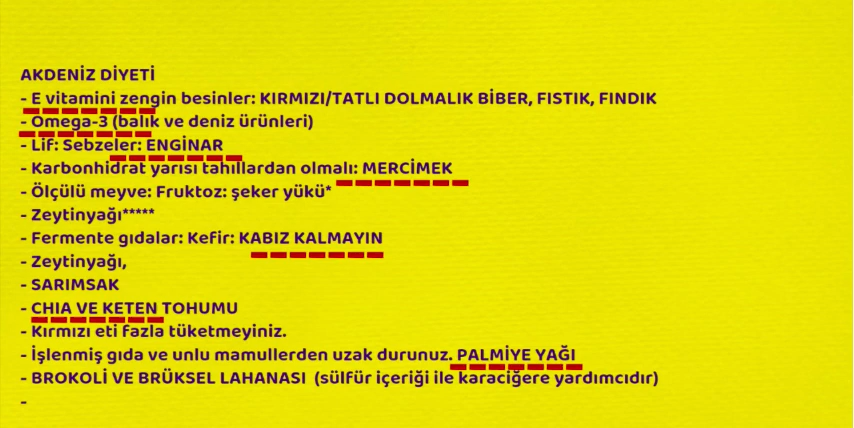 AKDENİZ DİYETİ
- E vitamini zengin besinler: KIRMIZI/TATLI DOLMALIK BİBER, FISTIK, FINDIK
- Omega-3 (balık ve deniz ürünleri)
- Lif: Sebzeler: ENGİNAR
- Karbonhidrat yarısı tahıllardan olmalı: MERCİMEK
- Ölçülü meyve: Fruktoz: şeker yükü*
- Zeytinyağı*****
- Fermente gıdalar: Kefir: KABIZ KALMAYIN
- Zeytinyağı,
- SARIMSAK
- CHIA VE KETEN TOHUMU
- Kırmızı eti fazla tüketmeyiniz.
- İşlenmiş gıda ve unlu mamullerden uzak durunuz. PALMİYE YAĞI
- BROKOLİ VE BRÜKSEL LAHANASI (sülfür içeriği ile karaciğere yardımcıdır)
-